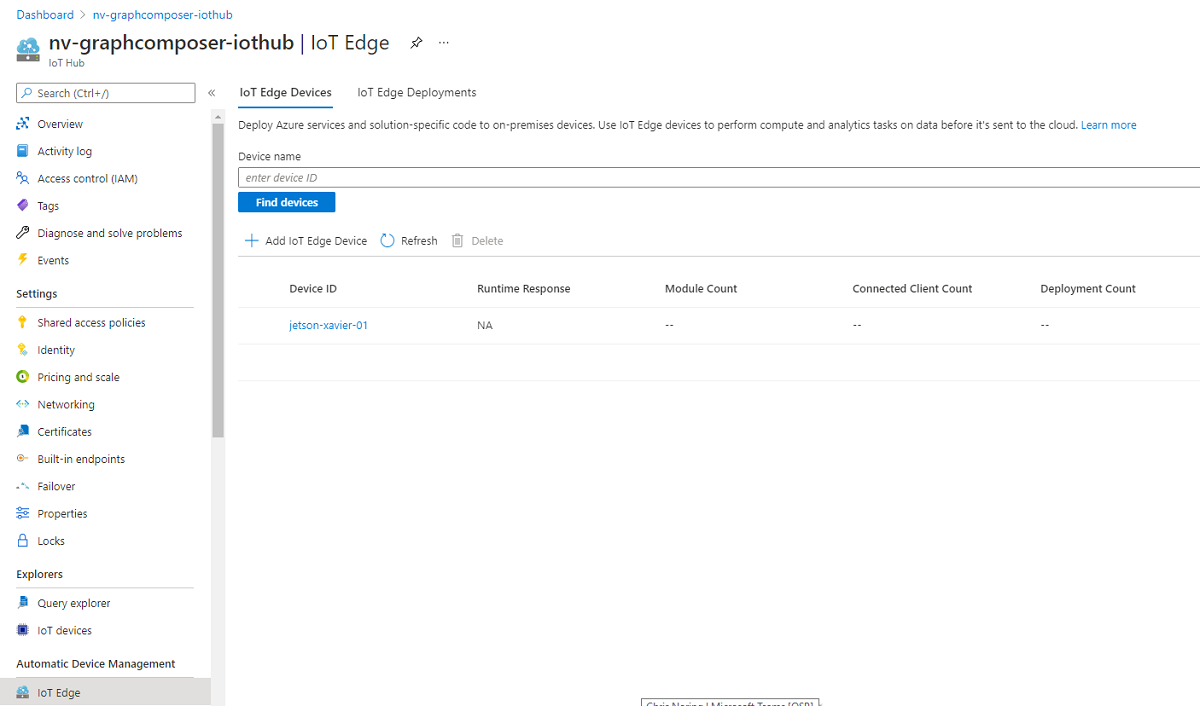 Dashboard > nv-graphcomposer-iothub
nv-graphcomposer-iothub | IoT Edge
IoT Hub
Search (Ctrl+/)
Overview
Activity log
Access control (IAM)
Tags
Diagnose and solve problems
Events
Settings
Shared access policies
Identity
Pricing and scale
Networking
Certificates
Built-in endpoints
Failover
Properties
Locks
Explorers
Query explorer
IoT devices
Automatic Device Management
IoT Edge
IoT Edge Devices IoT Edge Deployments
Deploy Azure services and solution-specific code to on-premises devices. Use IoT Edge devices to perform compute and analytics tasks on data before it's sent to the cloud. Learn more
Device name
enter device ID
Find devices
Add IoT Edge Device Refresh Delete
Device ID Runtime Response Module Count Connected Client Count Deployment Count
jetson-xavier-01 NA -- -- --